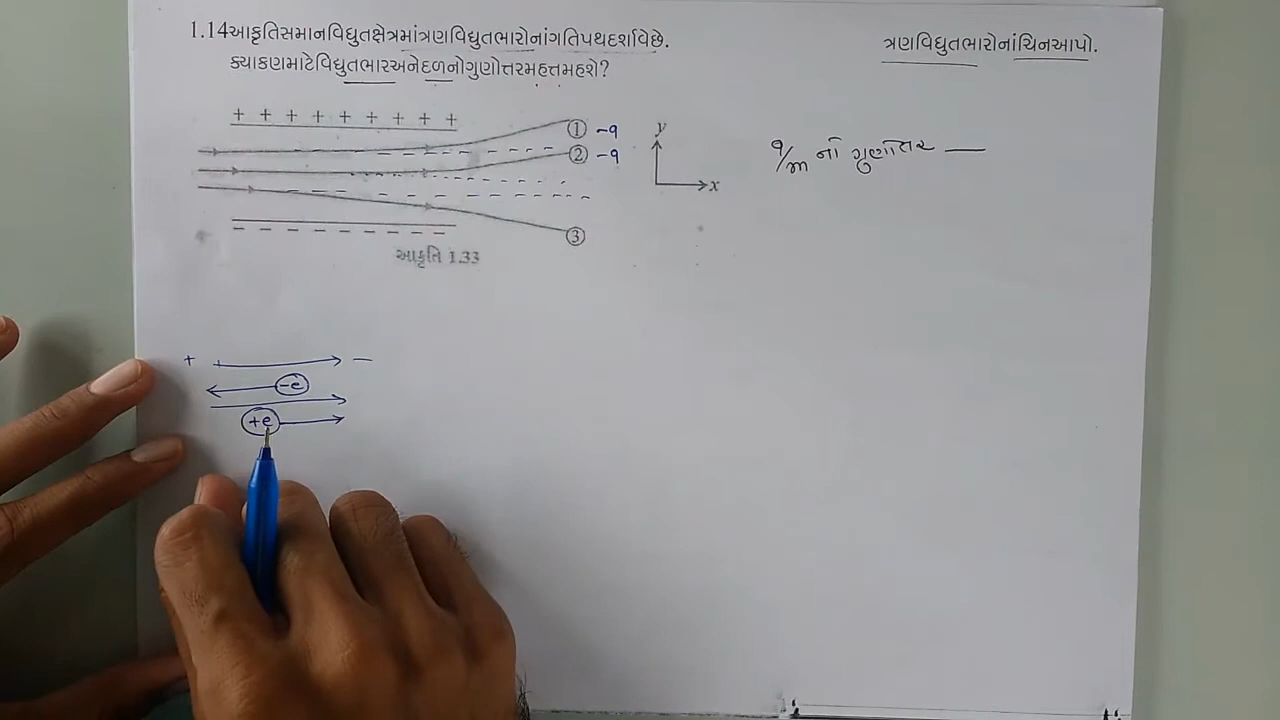 1.14આકૃતિસમાનવિદ્યુતક્ષેત્રમાંત્રણવિદ્યુતભારોનાંગતિપથદર્શાવેછે.
ત્રણવિદ્યુતભારોનાંચિનઆપો.
ક્યાકણમાટેવિદ્યુતભારઅનેદળનોગુણોત્તરમહત્તમહશે?
+ + + + + + + +
① -q
② -q
y
x
q/m નો ગુણોત્તર —
③
- - - - - - - -
આકૃતિ 1.33
+ −
-e
+e